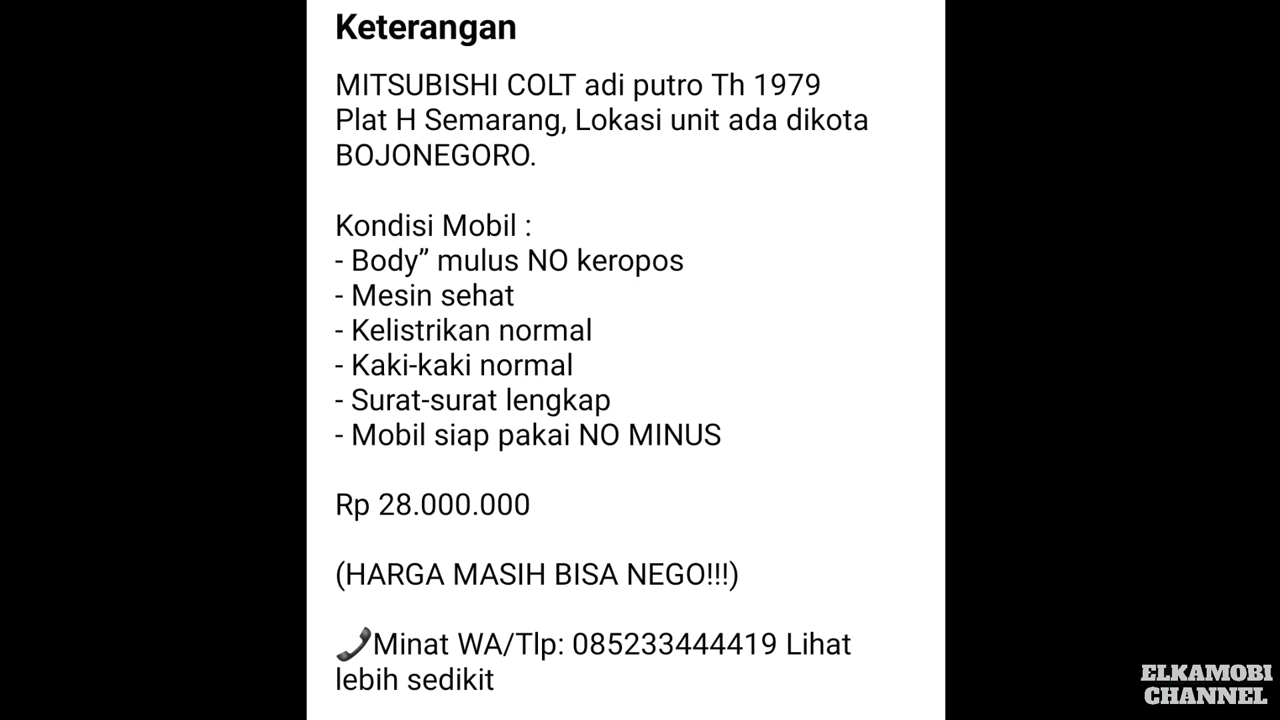 Keterangan
MITSUBISHI COLT adi putro Th 1979
Plat H Semarang, Lokasi unit ada dikota
BOJONEGORO.
Kondisi Mobil :
- Body” mulus NO keropos
- Mesin sehat
- Kelistrikan normal
- Kaki-kaki normal
- Surat-surat lengkap
- Mobil siap pakai NO MINUS
Rp 28.000.000
(HARGA MASIH BISA NEGO!!!)
📞Minat WA/Tlp: 085233444419 Lihat
lebih sedikit
ELKAMOBI
CHANNEL